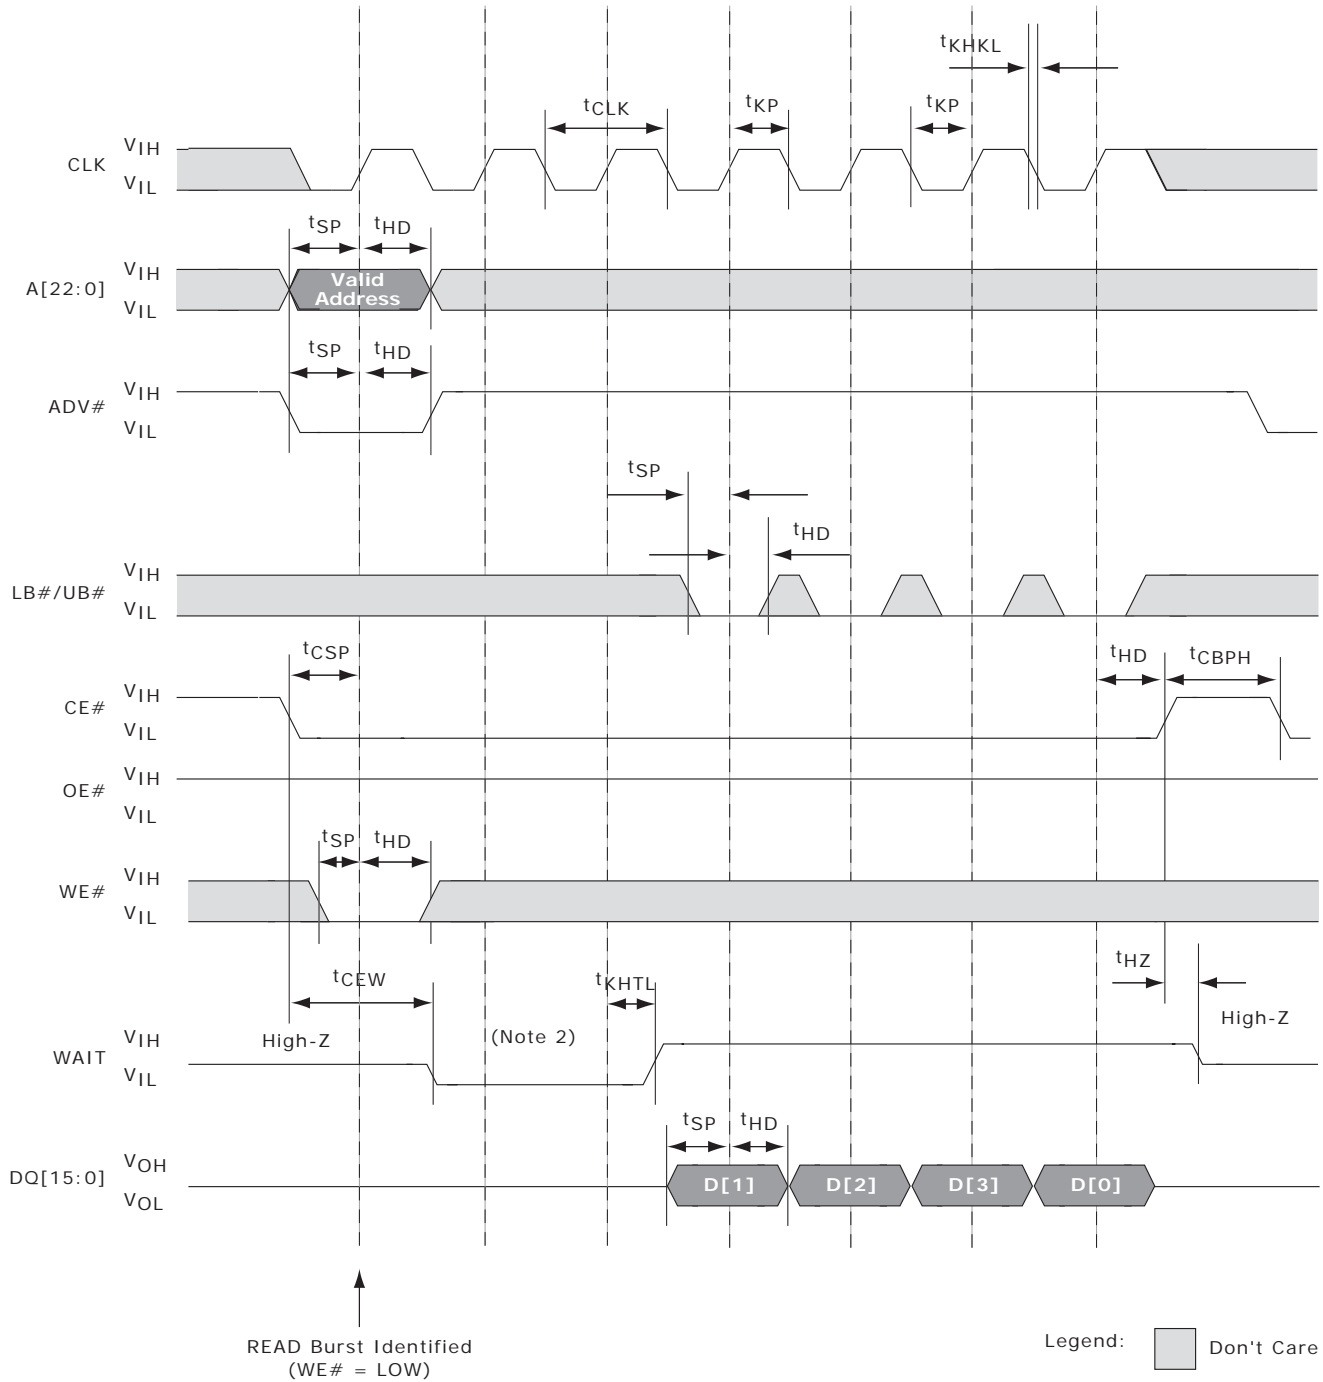 tKHKL
tCLK
tKP
tKP
CLK
VIH
VIL
tSP
tHD
A[22:0]
VIH
VIL
Valid
Address
tSP
tHD
ADV#
VIH
VIL
tSP
tHD
LB#/UB#
VIH
VIL
tCSP
tHD
tCBPH
CE#
VIH
VIL
OE#
VIH
VIL
tSP
tHD
WE#
VIH
VIL
tCEW
tKHTL
tHZ
High-Z
(Note 2)
High-Z
WAIT
VIH
VIL
tSP
tHD
DQ[15:0]
VOH
VOL
D[1]
D[2]
D[3]
D[0]
READ Burst Identified
(WE# = LOW)
Legend:
Don't Care